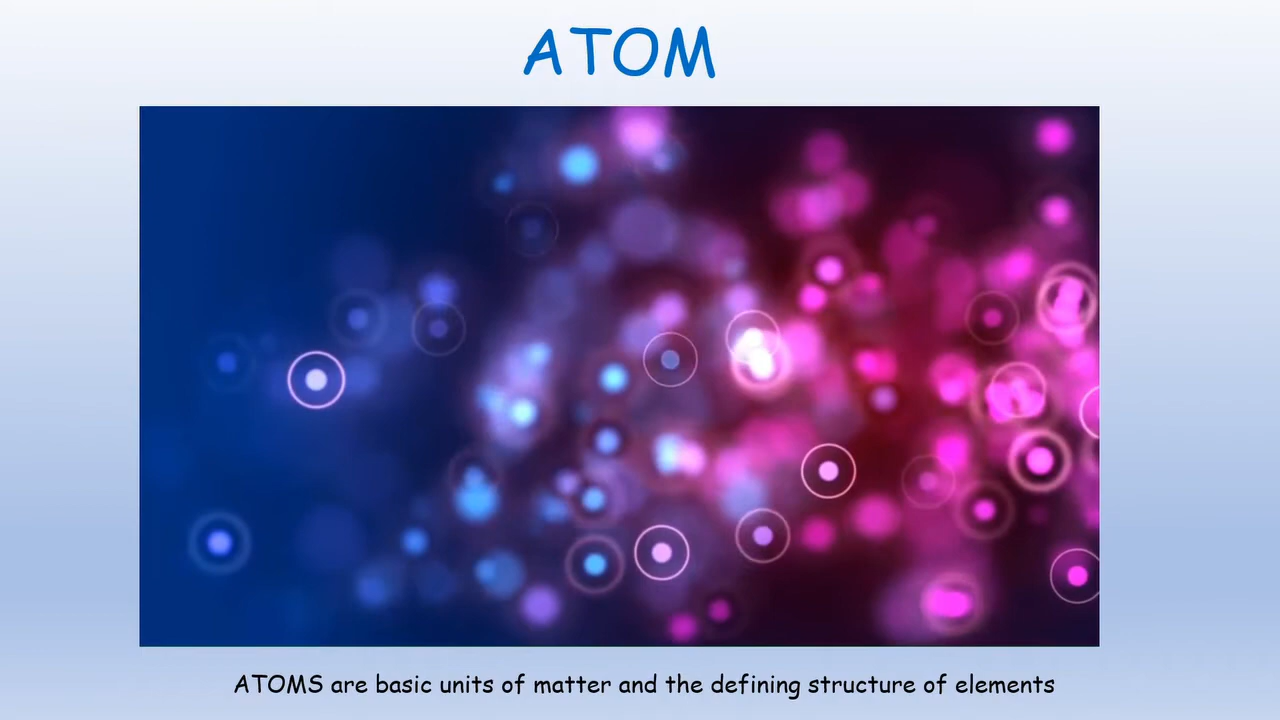 ATOM
ATOMS are basic units of matter and the defining structure of elements